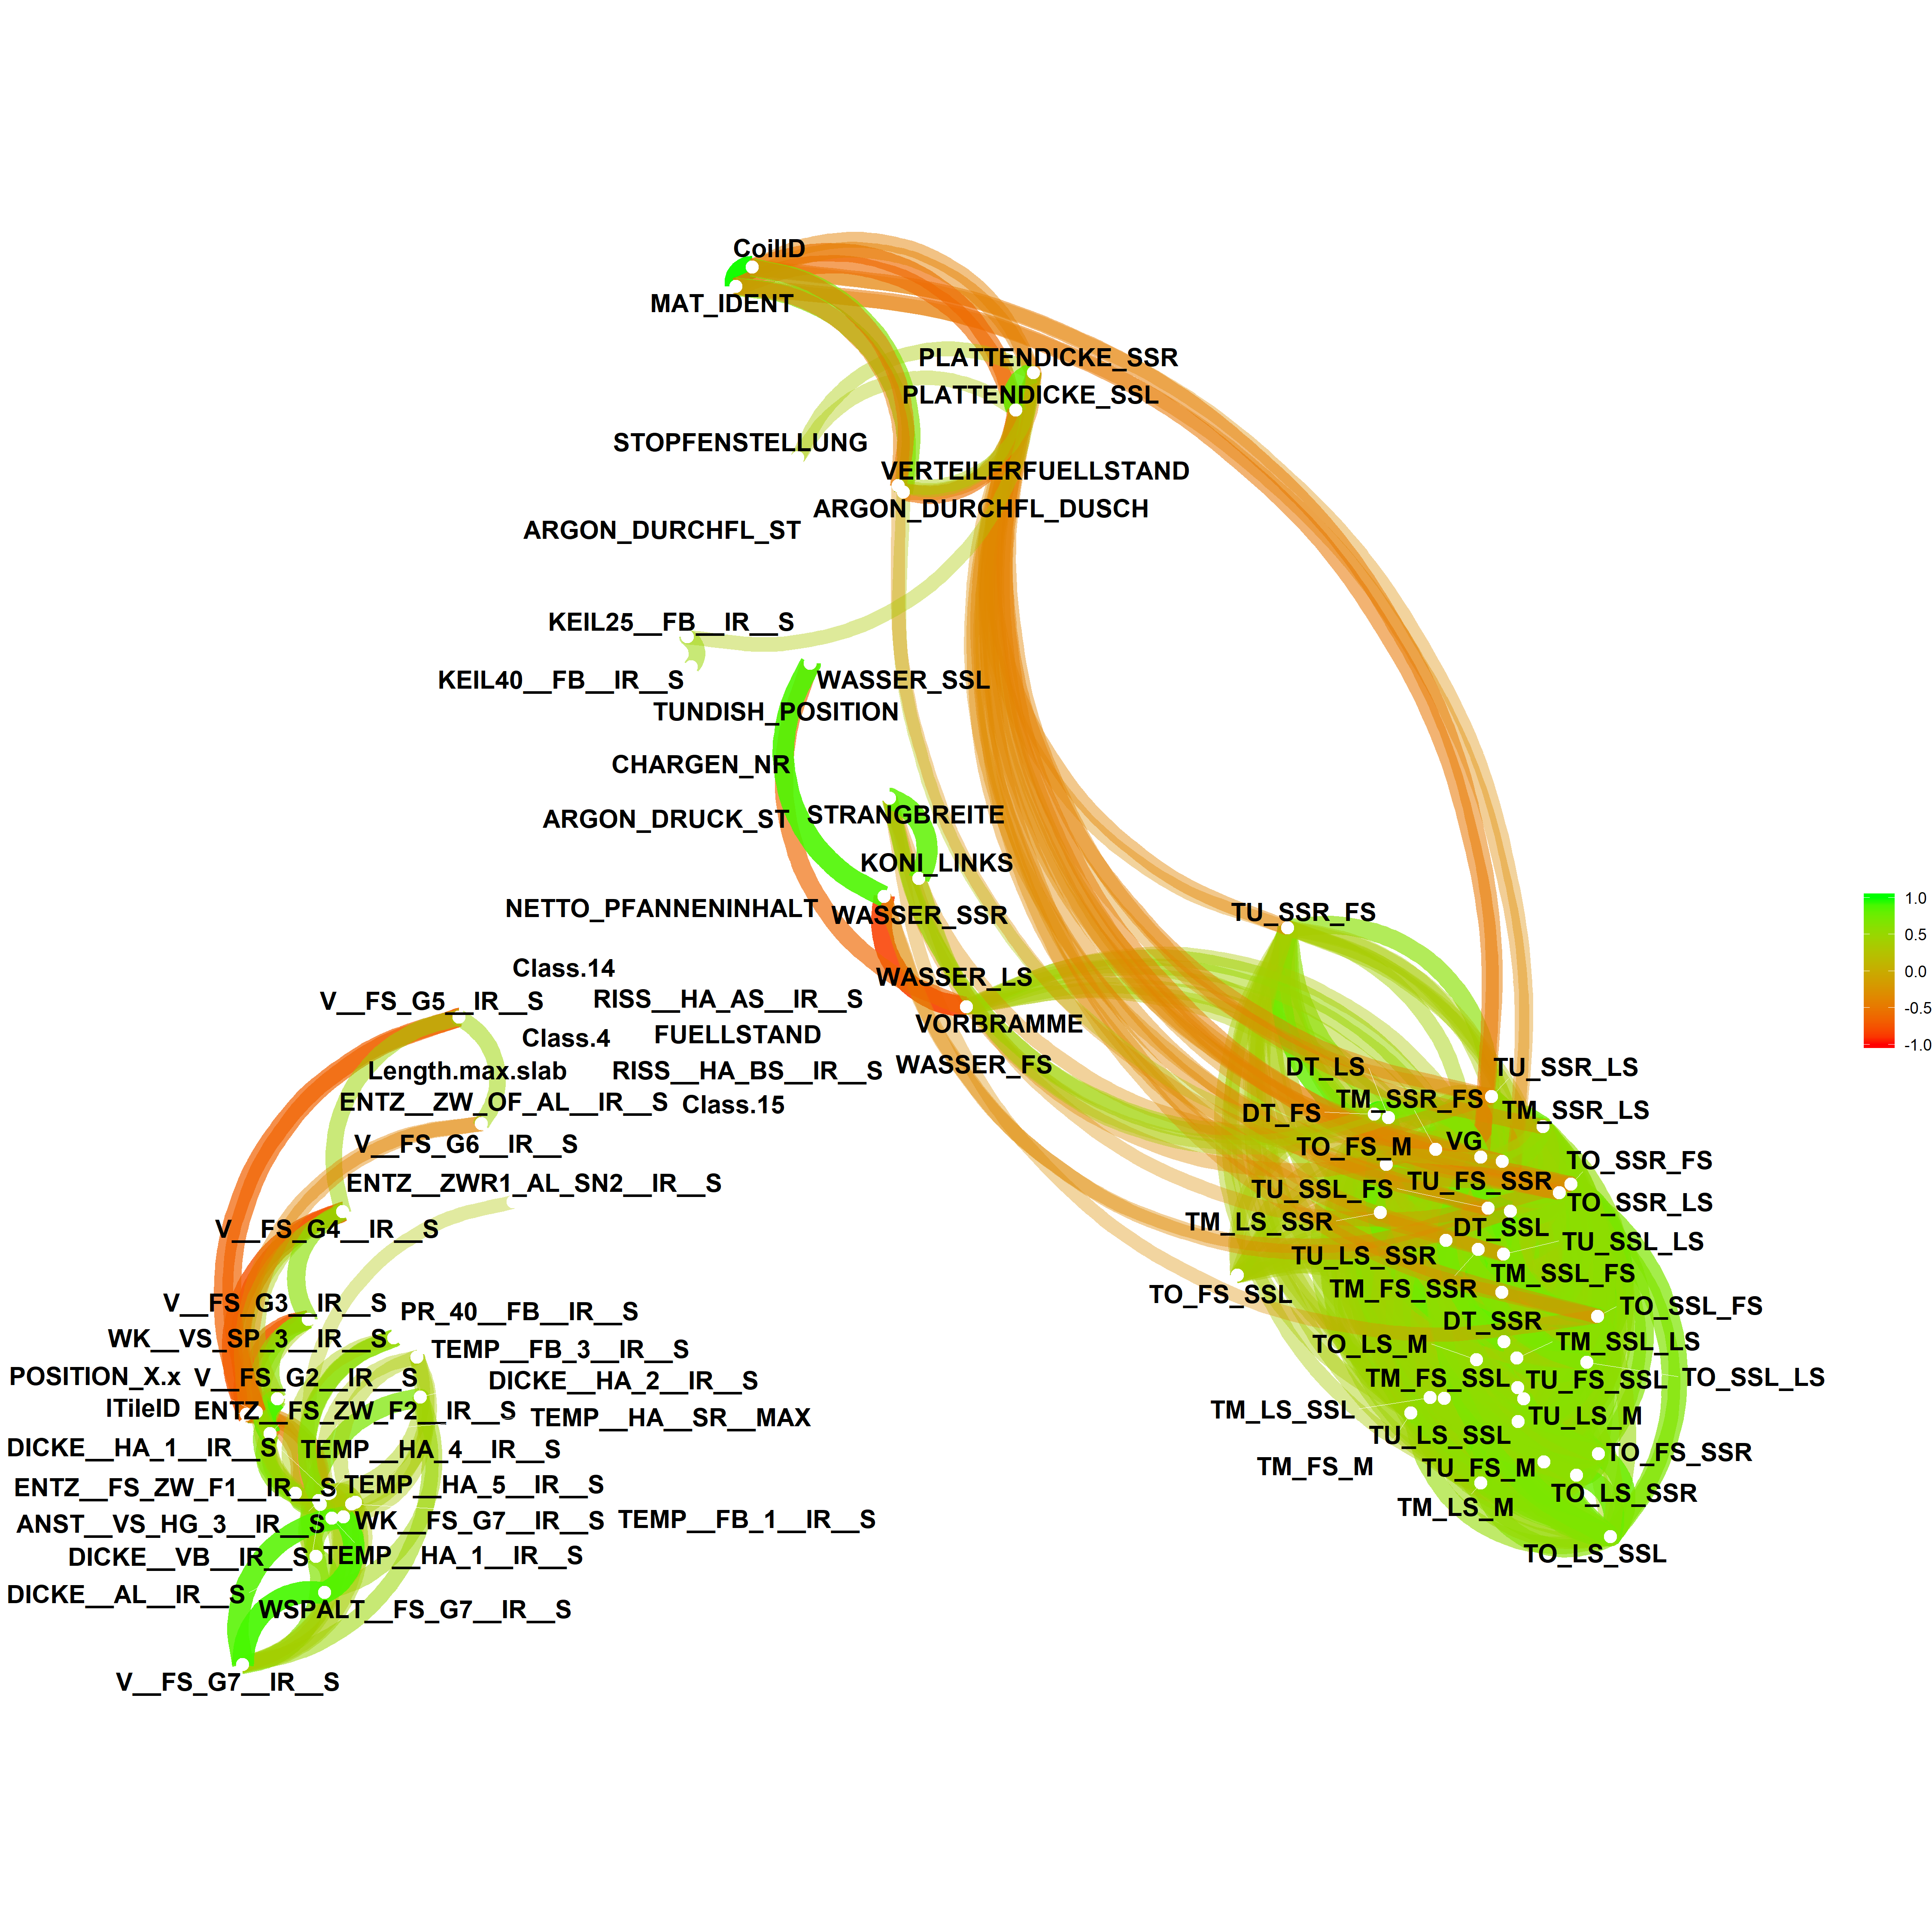 CoilID
MAT_IDENT
PLATTENDICKE_SSR
PLATTENDICKE_SSL
STOPFENSTELLUNG
VERTEILERFUELLSTAND
ARGON_DURCHFL_DUSCH
ARGON_DURCHFL_ST
KEIL25__FB__IR__S
KEIL40__FB__IR__S
WASSER_SSL
TUNDISH_POSITION
CHARGEN_NR
ARGON_DRUCK_ST
STRANGBREITE
KONI_LINKS
NETTO_PFANNENINHALT
WASSER_SSR
Class.14
WASSER_LS
V__FS_G5__IR__S
RISS__HA_AS__IR__S
VORBRAMME
Class.4
FUELLSTAND
WASSER_FS
Length.max.slab
RISS__HA_BS__IR__S
ENTZ__ZW_OF_AL__IR__S
Class.15
V__FS_G6__IR__S
ENTZ__ZWR1_AL_SN2__IR__S
V__FS_G4__IR__S
V__FS_G3__IR__S
PR_40__FB__IR__S
WK__VS_SP_3__IR__S
TEMP__FB_3__IR__S
POSITION_X.x
V__FS_G2__IR__S
DICKE__HA_2__IR__S
lTileID
ENTZ__FS_ZW_F2__IR__S
TEMP__HA__SR__MAX
DICKE__HA_1__IR__S
TEMP__HA_4__IR__S
ENTZ__FS_ZW_F1__IR__S
TEMP__HA_5__IR__S
ANST__VS_HG_3__IR__S
WK__FS_G7__IR__S
TEMP__FB_1__IR__S
DICKE__VB__IR__S
TEMP__HA_1__IR__S
DICKE__AL__IR__S
WSPALT__FS_G7__IR__S
V__FS_G7__IR__S
TU_SSR_FS
DT_LS
TU_SSR_LS
TM_SSR_FS
DT_FS
TM_SSR_LS
TO_FS_M
VG
TO_SSR_FS
TU_FS_SSR
TU_SSL_FS
TO_SSR_LS
TM_LS_SSR
DT_SSL
TU_SSL_LS
TU_LS_SSR
TM_SSL_FS
TM_FS_SSR
TO_FS_SSL
TO_SSL_FS
DT_SSR
TO_LS_M
TM_SSL_LS
TM_FS_SSL
TU_FS_SSL
TO_SSL_LS
TM_LS_SSL
TU_LS_M
TU_LS_SSL
TO_FS_SSR
TM_FS_M
TU_FS_M
TO_LS_SSR
TM_LS_M
TO_LS_SSL
1.0
0.5
0.0
-0.5
-1.0